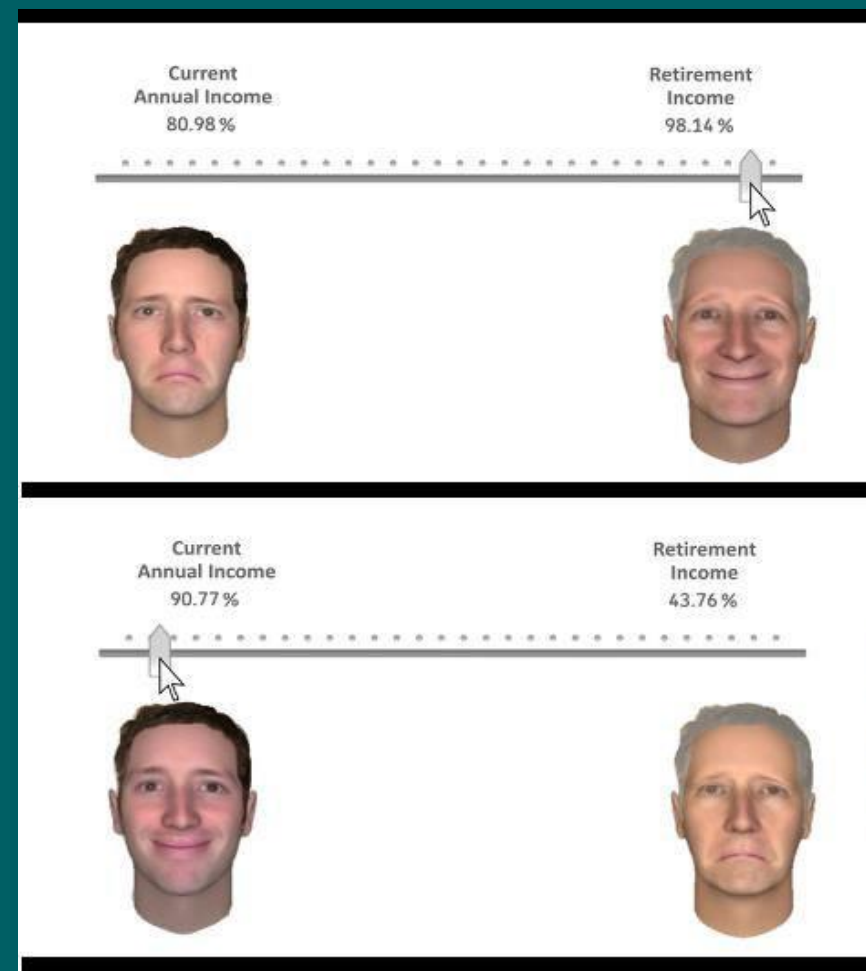 Current
Annual Income
80.98 %
Retirement
Income
98.14 %
Current
Annual Income
90.77 %
Retirement
Income
43.76 %